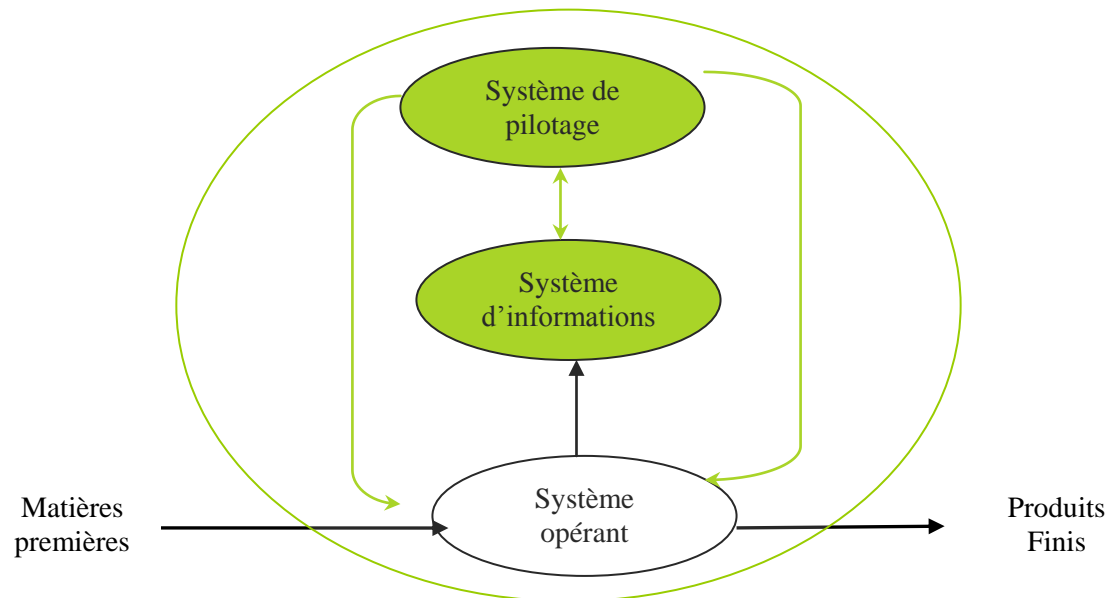 Système de
pilotage
Système
d’informations
Système
opérant
Matières
premières
Produits
Finis